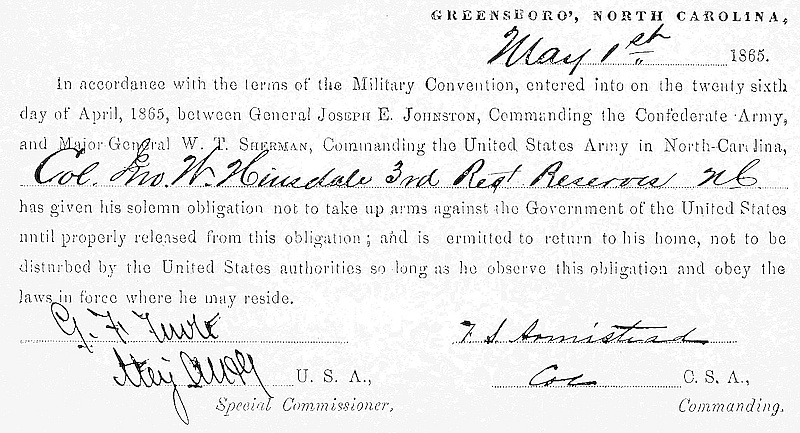 GREENSBORO', NORTH CAROLINA,
May 1st 1865.
In accordance with the terms of the Military Convention, entered into on the twenty sixth
day of April, 1865, between General JOSEPH E. JOHNSTON, Commanding the Confederate Army,
and Major-General W. T. SHERMAN, Commanding the United States Army in North-Carolina,
Col. Jno. W. Hinsdale 3rd Regt Reserves NC
has given his solemn obligation not to take up arms against the Government of the United States
until properly released from this obligation; and is ermitted to return to his home, not to be
disturbed by the United States authorities so long as he observe this obligation and obey the
laws in force where he may reside.
F. S. Armistead
Col C. S. A.,
Commanding.
U. S. A.,
Special Commissioner,